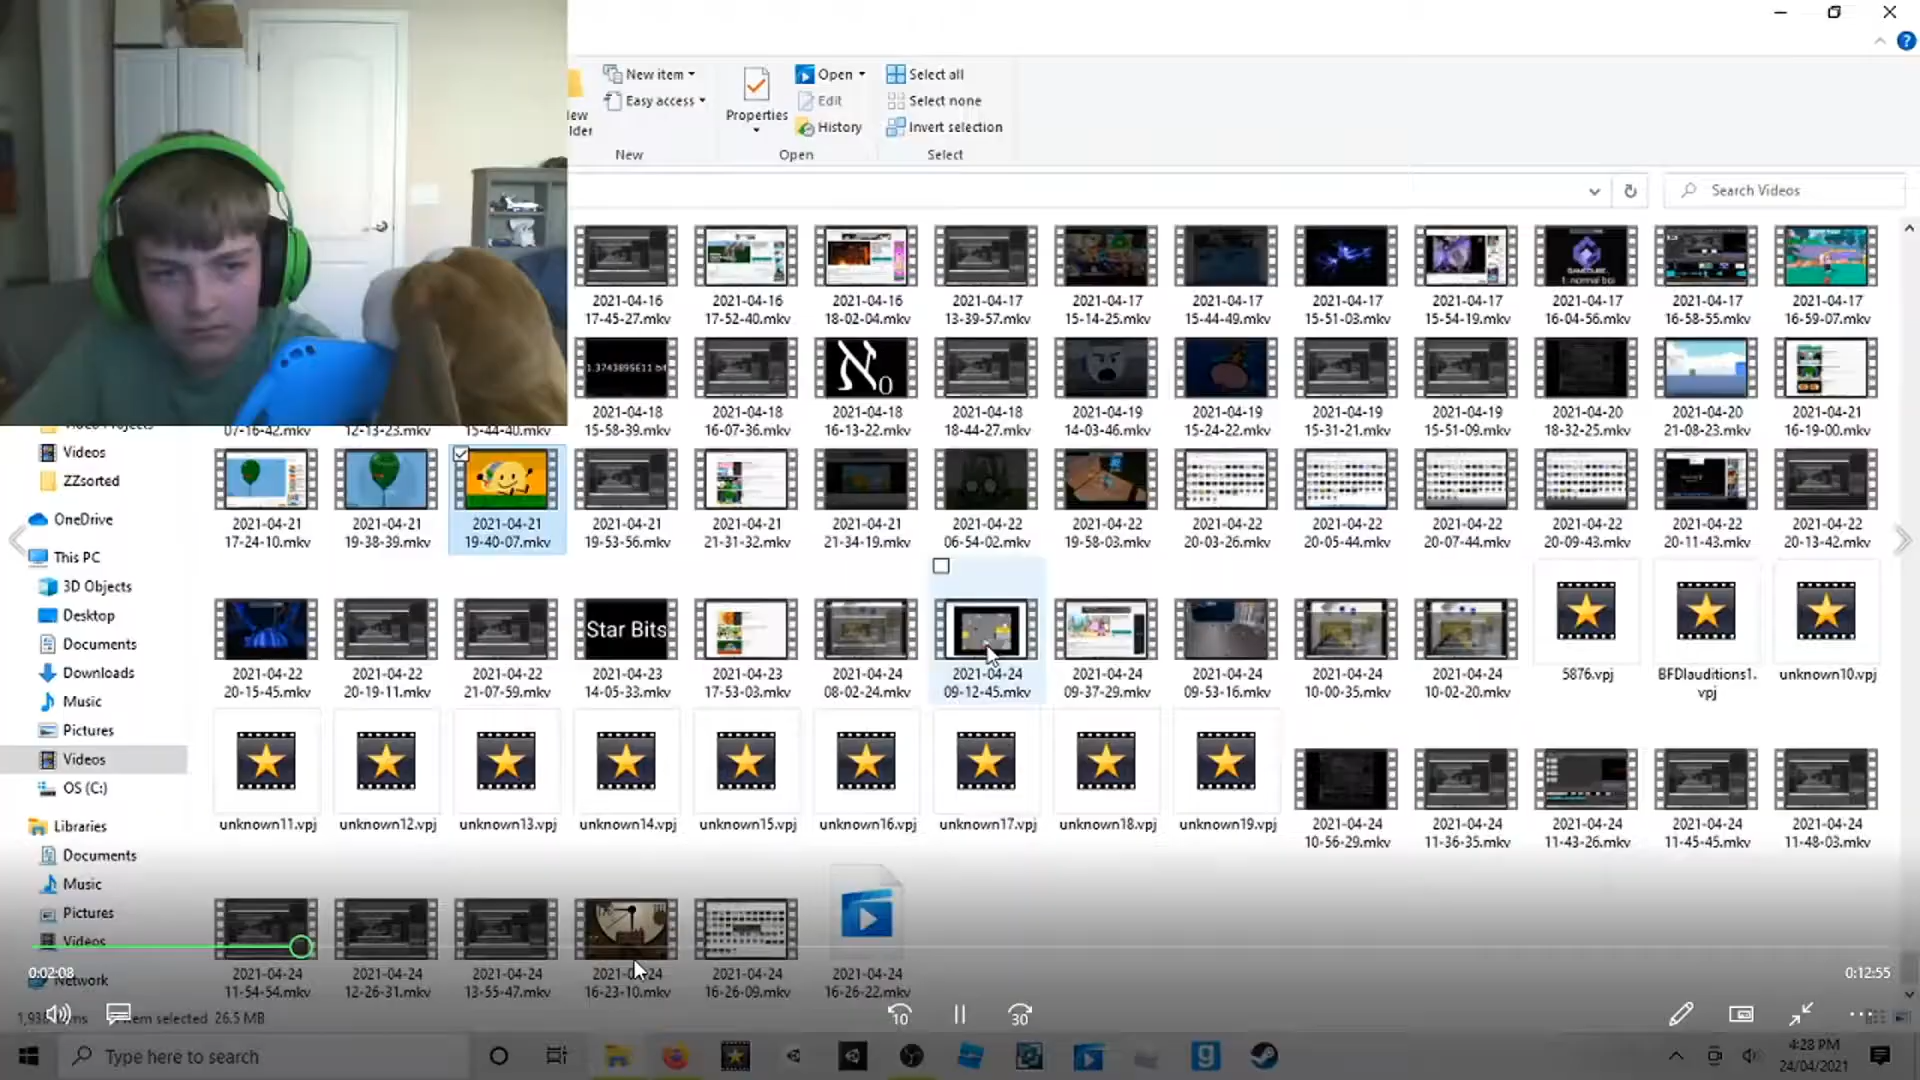 New item
Easy access
Properties
Open
Edit
History
Select all
Select none
Invert selection
New
Open
Select
Search Videos
2021-04-16 2021-04-16 2021-04-16 2021-04-17 2021-04-17 2021-04-17 2021-04-17 2021-04-17 2021-04-17 2021-04-17 2021-04-17
17-45-27.mkv 17-52-40.mkv 18-02-04.mkv 13-39-57.mkv 15-14-25.mkv 15-44-49.mkv 15-51-03.mkv 15-54-19.mkv 16-04-56.mkv 16-58-55.mkv 16-59-07.mkv
2021-04-18 2021-04-18 2021-04-18 2021-04-18 2021-04-19 2021-04-19 2021-04-19 2021-04-19 2021-04-20 2021-04-20 2021-04-21
07-16-42.mkv 12-13-23.mkv 15-44-40.mkv 15-58-39.mkv 16-07-36.mkv 16-13-22.mkv 18-44-27.mkv 14-03-46.mkv 15-24-22.mkv 15-31-21.mkv 15-51-09.mkv 18-32-25.mkv 21-08-23.mkv 16-19-00.mkv
Videos
ZZsorted
OneDrive
This PC
3D Objects
Desktop
Documents
Downloads
Music
Pictures
Videos
OS (C:)
Libraries
Documents
Music
Pictures
Videos
Network
2021-04-21 2021-04-21 2021-04-21 2021-04-21 2021-04-21 2021-04-21 2021-04-22 2021-04-22 2021-04-22 2021-04-22 2021-04-22 2021-04-22 2021-04-22 2021-04-22
17-24-10.mkv 19-38-39.mkv 19-40-07.mkv 19-53-56.mkv 21-31-32.mkv 21-34-19.mkv 06-54-02.mkv 19-58-03.mkv 20-03-26.mkv 20-05-44.mkv 20-07-44.mkv 20-09-43.mkv 20-11-43.mkv 20-13-42.mkv
Star Bits
2021-04-22 2021-04-22 2021-04-22 2021-04-23 2021-04-23 2021-04-24 2021-04-24 2021-04-24 2021-04-24 2021-04-24 2021-04-24 5876.vpj BFDIauditions1. unknown10.vpj
20-15-45.mkv 20-19-11.mkv 21-07-59.mkv 14-05-33.mkv 17-53-03.mkv 08-02-24.mkv 09-12-45.mkv 09-37-29.mkv 09-53-16.mkv 10-00-35.mkv 10-02-20.mkv vpj
unknown11.vpj unknown12.vpj unknown13.vpj unknown14.vpj unknown15.vpj unknown16.vpj unknown17.vpj unknown18.vpj unknown19.vpj 2021-04-24 2021-04-24 2021-04-24 2021-04-24 2021-04-24
10-56-29.mkv 11-36-35.mkv 11-43-26.mkv 11-45-45.mkv 11-48-03.mkv
2021-04-24 2021-04-24 2021-04-24 2021-04-24 2021-04-24 2021-04-24
11-54-54.mkv 12-26-31.mkv 13-55-47.mkv 16-23-10.mkv 16-26-09.mkv 16-26-22.mkv
0:02:08
0:12:55
10
30
item selected 26.5 MB
Type here to search
4:28 PM
24/04/2021